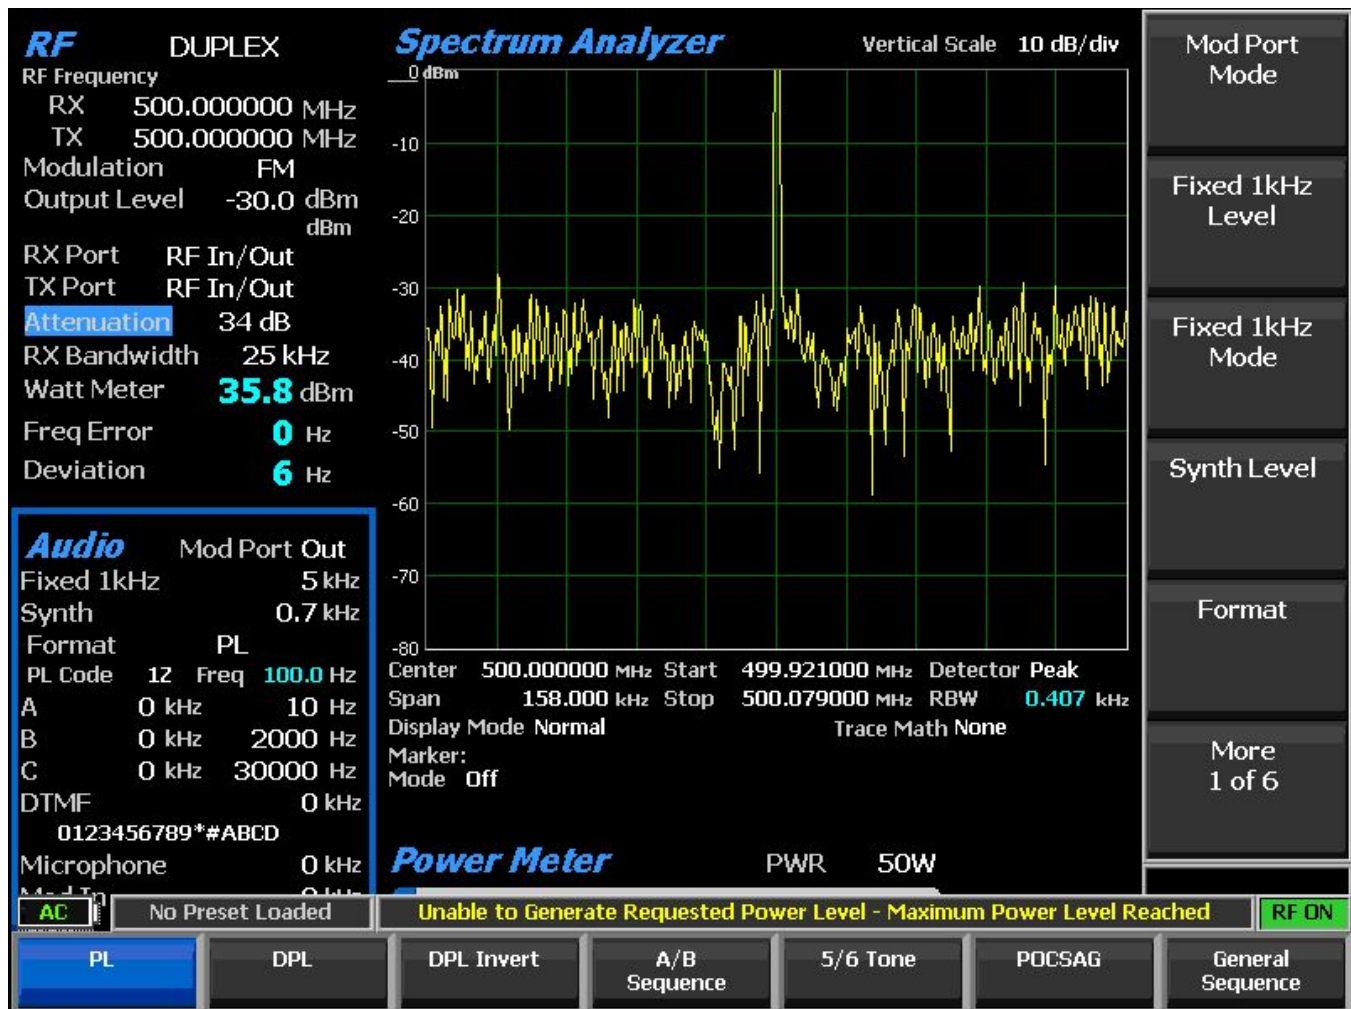 RF DUPLEX
RF Frequency
RX 500.000000 MHz
TX 500.000000 MHz
Modulation FM
Output Level -30.0 dBm
dBm
RX Port RF In/Out
TX Port RF In/Out
Attenuation 34 dB
RX Bandwidth 25 kHz
Watt Meter 35.8 dBm
Freq Error 0 Hz
Deviation 6 Hz
Audio Mod Port Out
Fixed 1kHz 5 kHz
Synth 0.7 kHz
Format PL
PL Code 1Z Freq 100.0 Hz
A 0 kHz 10 Hz
B 0 kHz 2000 Hz
C 0 kHz 30000 Hz
DTMF 0 kHz
0123456789*#ABCD
Microphone 0 kHz
Mod In 0 kHz
Spectrum Analyzer Vertical Scale 10 dB/div
0 dBm
-10
-20
-30
-40
-50
-60
-70
-80
Center 500.000000 MHz Start 499.921000 MHz Detector Peak
Span 158.000 kHz Stop 500.079000 MHz RBW 0.407 kHz
Display Mode Normal Trace Math None
Marker:
Mode Off
Power Meter PWR 50W
Mod Port
Mode
Fixed 1kHz
Level
Fixed 1kHz
Mode
Synth Level
Format
More
1 of 6
AC No Preset Loaded Unable to Generate Requested Power Level - Maximum Power Level Reached RF ON
PL DPL DPL Invert A/B
Sequence 5/6 Tone POCSAG General
Sequence